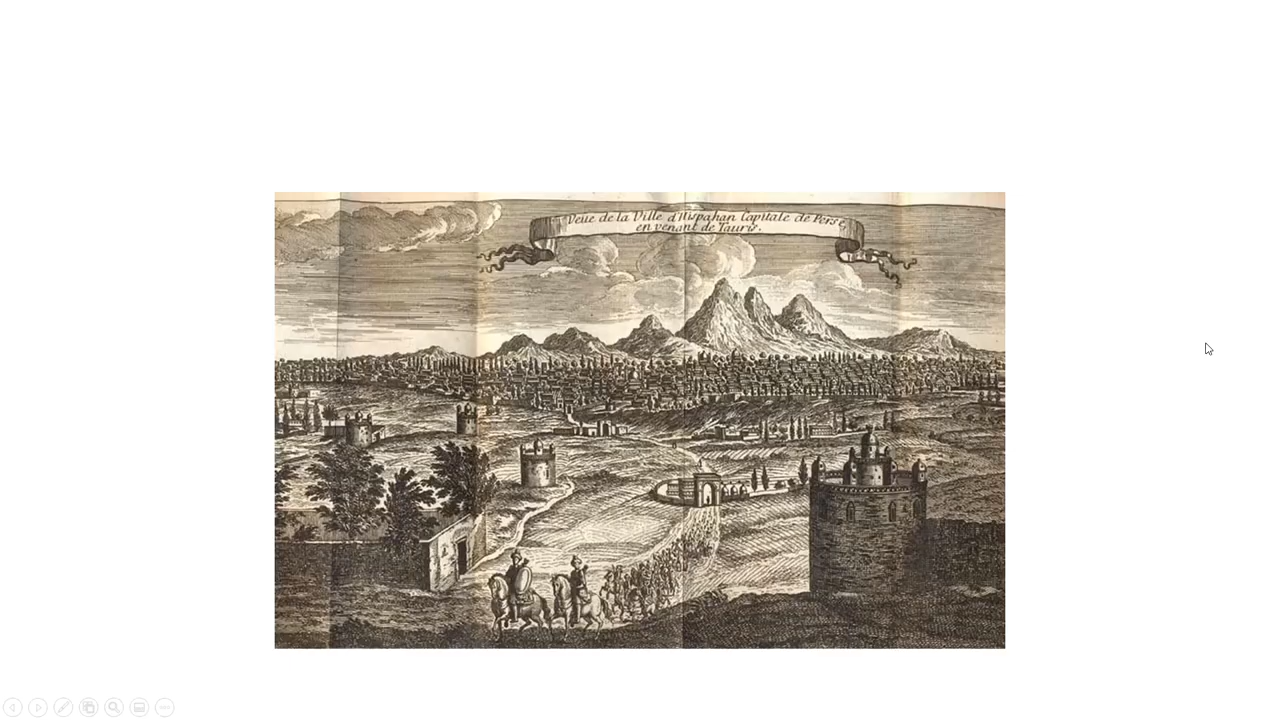 Veüe de la Ville d'Hispahan Capitale de Perse,
en venant de Tauris.